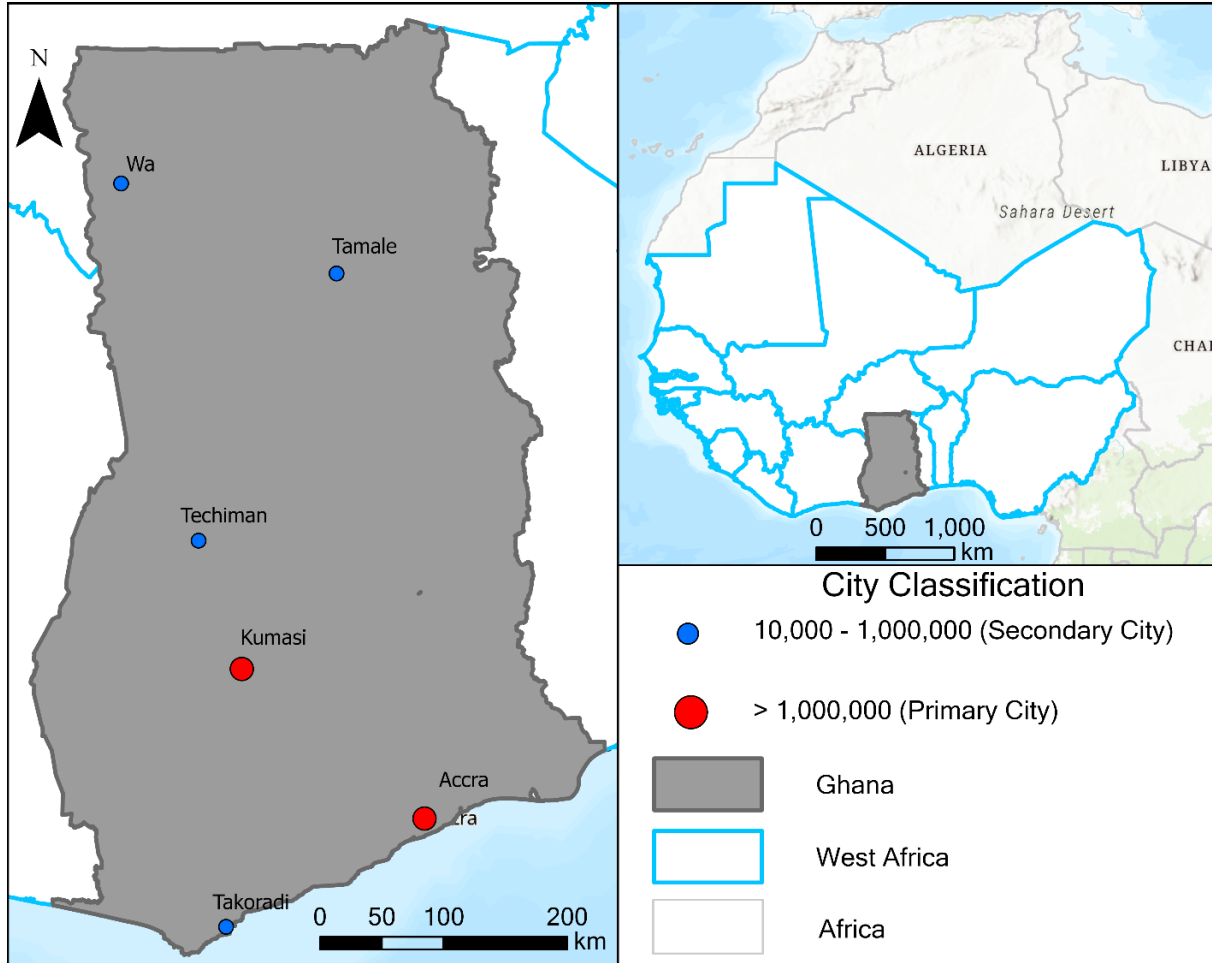 N
Wa
Tamale
Techiman
Kumasi
Accra
Takoradi
0 50 100 200
km
ALGERIA
LIBYA
Sahara Desert
0 500 1,000
km
City Classification
10,000 - 1,000,000 (Secondary City)
> 1,000,000 (Primary City)
Ghana
West Africa
Africa